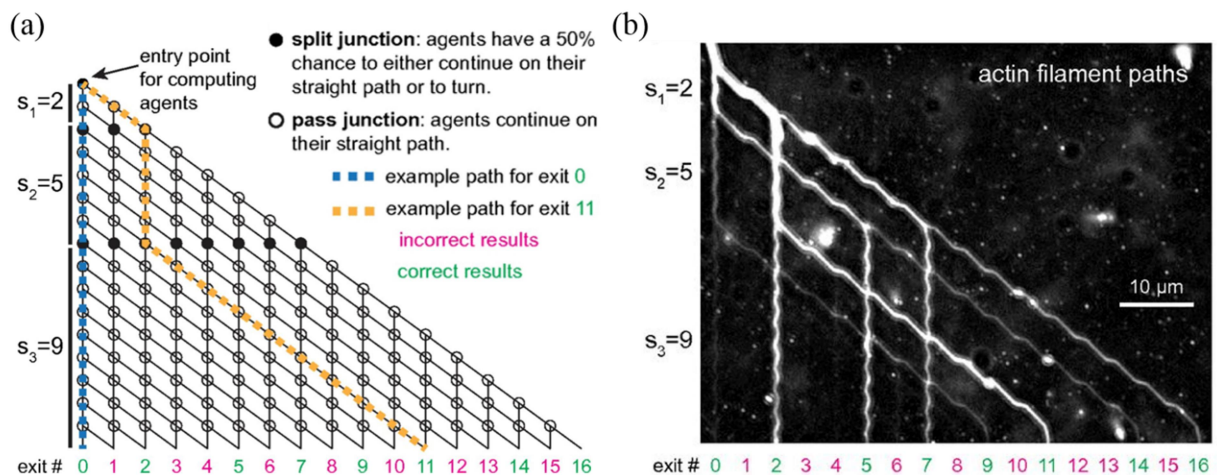 (a)
entry point
for computing
agents
split junction: agents have a 50%
chance to either continue on their
straight path or to turn.
pass junction: agents continue on
their straight path.
example path for exit 0
example path for exit 11
incorrect results
correct results
s1=2
s2=5
s3=9
exit # 0 1 2 3 4 5 6 7 8 9 10 11 12 13 14 15 16
(b)
actin filament paths
s1=2
s2=5
10 µm
s3=9
exit # 0 1 2 3 4 5 6 7 8 9 10 11 12 13 14 15 16